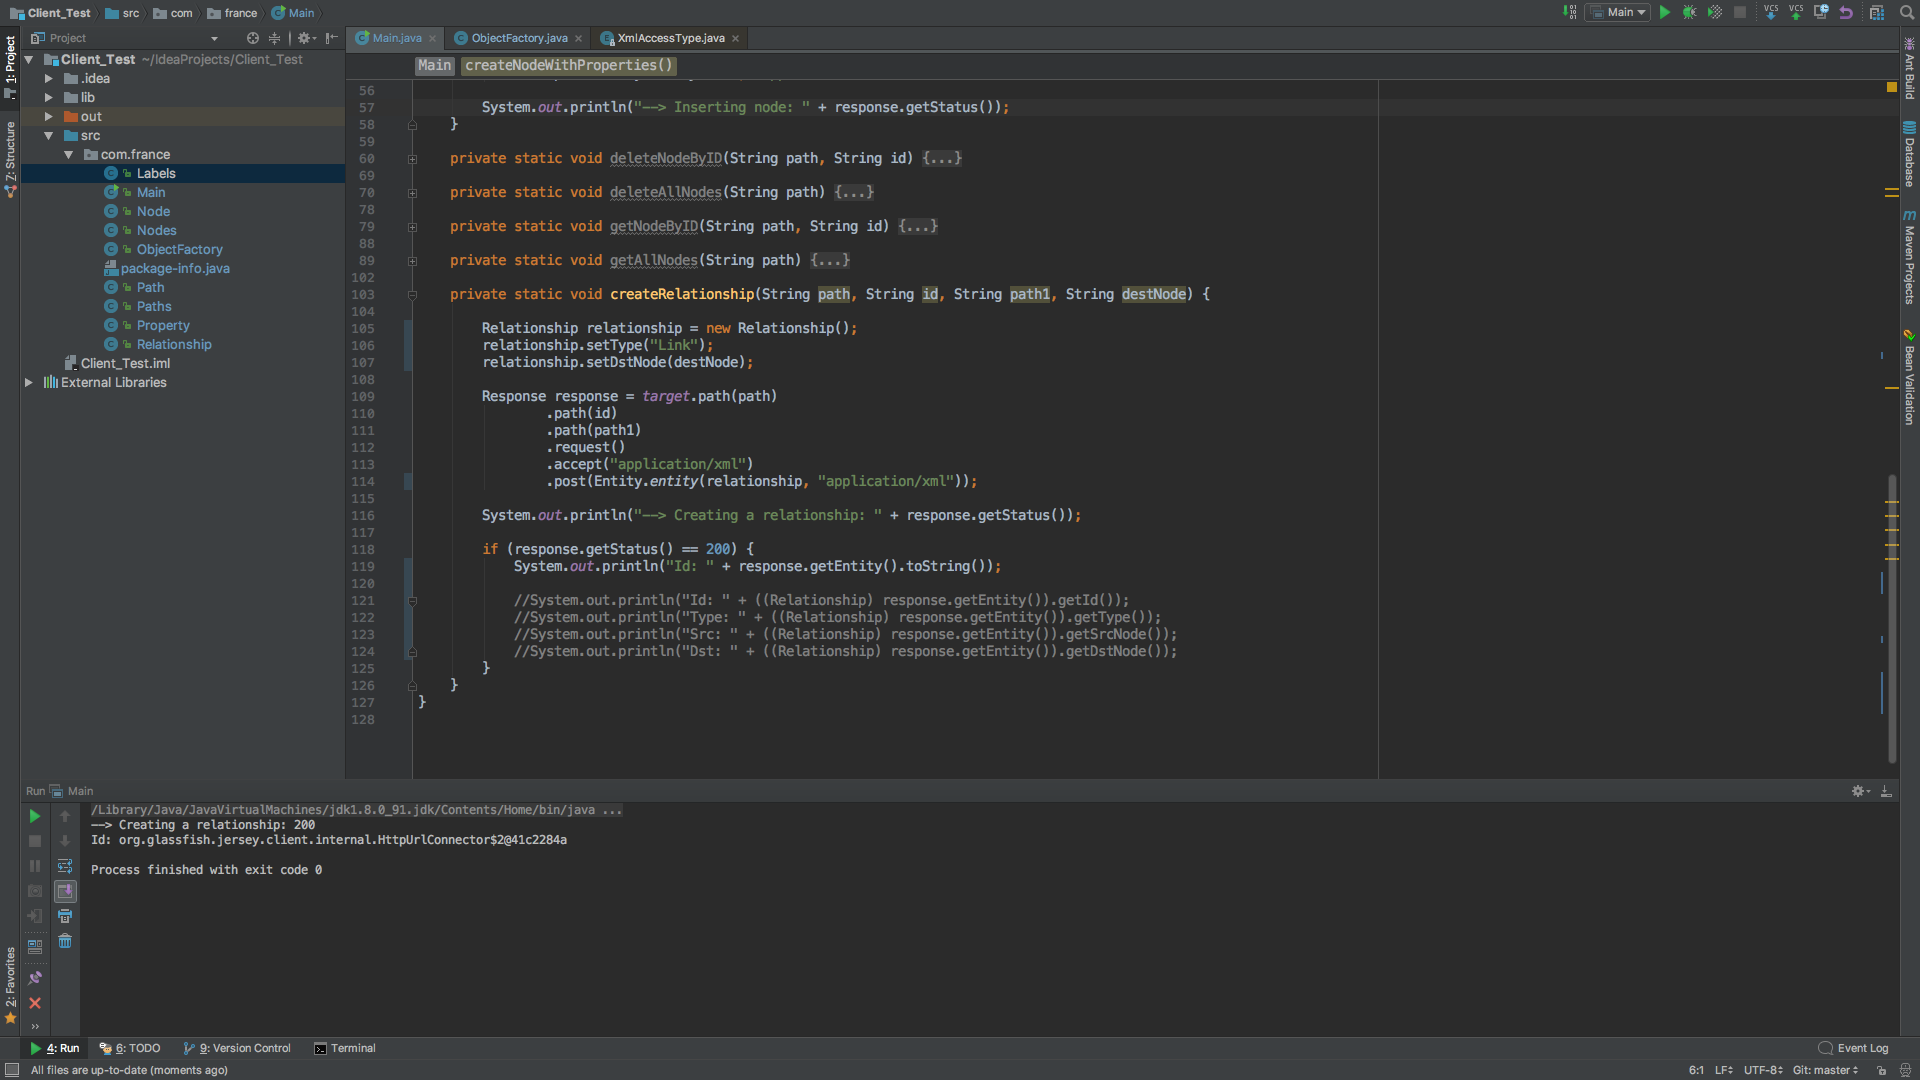 Client_Test
src
com
france
Main
Main
VCS
VCS
1: Project
Z: Structure
2: Favorites
Project
Client_Test ~/IdeaProjects/Client_Test
.idea
lib
out
src
com.france
Labels
Main
Node
Nodes
ObjectFactory
package-info.java
Path
Paths
Property
Relationship
Client_Test.iml
External Libraries
Main.java
ObjectFactory.java
XmlAccessType.java
Main createNodeWithProperties()
56
57 System.out.println("--> Inserting node: " + response.getStatus());
58 }
59
60 private static void deleteNodeByID(String path, String id) {...}
69
70 private static void deleteAllNodes(String path) {...}
78
79 private static void getNodeByID(String path, String id) {...}
88
89 private static void getAllNodes(String path) {...}
102
103 private static void createRelationship(String path, String id, String path1, String destNode) {
104
105 Relationship relationship = new Relationship();
106 relationship.setType("Link");
107 relationship.setDstNode(destNode);
108
109 Response response = target.path(path)
110 .path(id)
111 .path(path1)
112 .request()
113 .accept("application/xml")
114 .post(Entity.entity(relationship, "application/xml"));
115
116 System.out.println("--> Creating a relationship: " + response.getStatus());
117
118 if (response.getStatus() == 200) {
119 System.out.println("Id: " + response.getEntity().toString());
120
121 //System.out.println("Id: " + ((Relationship) response.getEntity()).getId());
122 //System.out.println("Type: " + ((Relationship) response.getEntity()).getType());
123 //System.out.println("Src: " + ((Relationship) response.getEntity()).getSrcNode());
124 //System.out.println("Dst: " + ((Relationship) response.getEntity()).getDstNode());
125 }
126 }
127 }
128
Ant Build
Database
Maven Projects
Bean Validation
Run Main
/Library/Java/JavaVirtualMachines/jdk1.8.0_91.jdk/Contents/Home/bin/java ...
--> Creating a relationship: 200
Id: org.glassfish.jersey.client.internal.HttpUrlConnector$2@41c2284a
Process finished with exit code 0
4: Run
6: TODO
9: Version Control
Terminal
Event Log
All files are up-to-date (moments ago)
6:1 LF UTF-8 Git: master